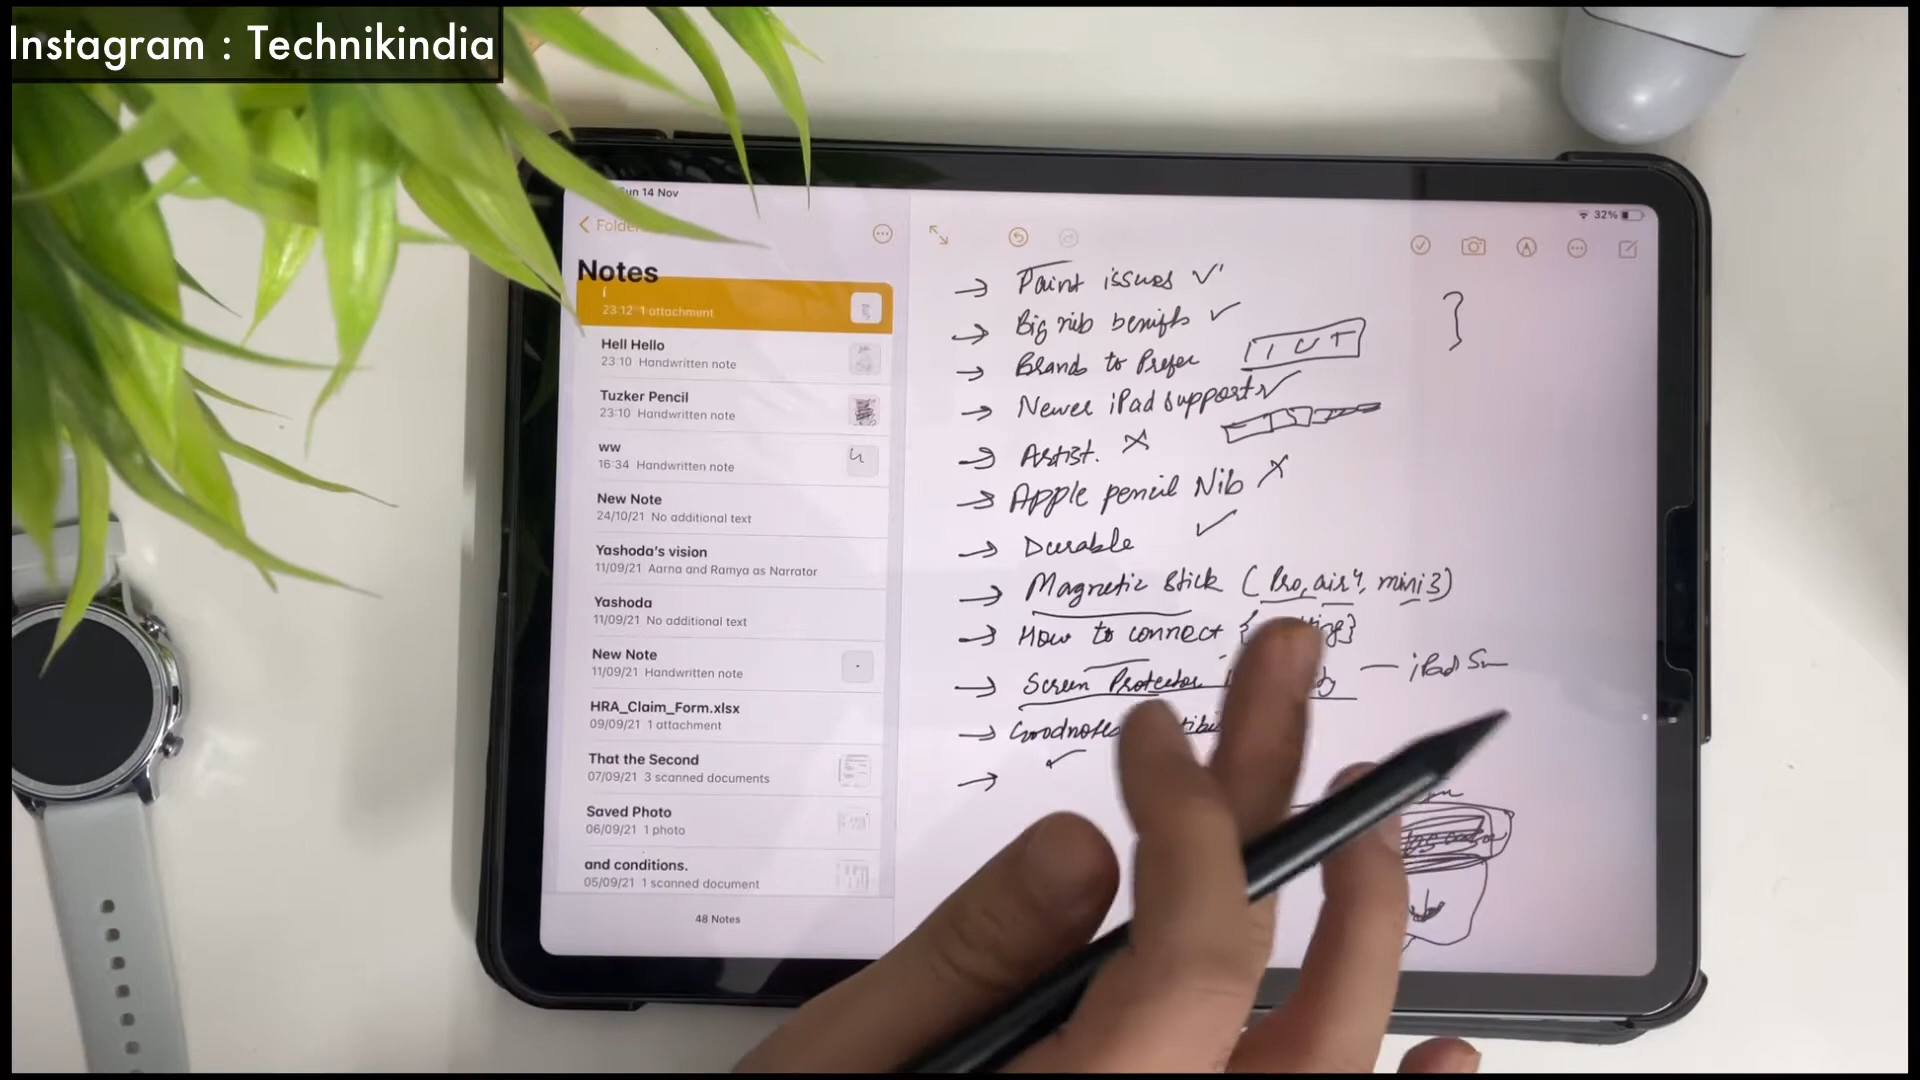 Instagram : Technikindia
Sun 14 Nov
32%
Folders
Notes
23:12 1 attachment
Hell Hello
23:10 Handwritten note
Tuzker Pencil
23:10 Handwritten note
ww
16:34 Handwritten note
New Note
24/10/21 No additional text
Yashoda's vision
11/09/21 Aarna and Ramya as Narrator
Yashoda
11/09/21 No additional text
New Note
11/09/21 Handwritten note
HRA_Claim_Form.xlsx
09/09/21 1 attachment
That the Second
07/09/21 3 scanned documents
Saved Photo
06/09/21 1 photo
and conditions.
05/09/21 1 scanned document
48 Notes
→ Paint issues ✓
→ Big nib benifits ✓
→ Brands to Prefer
→ Newer iPad support ✓
→ Artist. ✗
→ Apple pencil Nib ✗
→ Durable ✓
→ Magnetic stick (Pro, air 4, mini 3)
→ How to connect
→ Screen Protector — iPad
→ Goodnotes
→ ✓